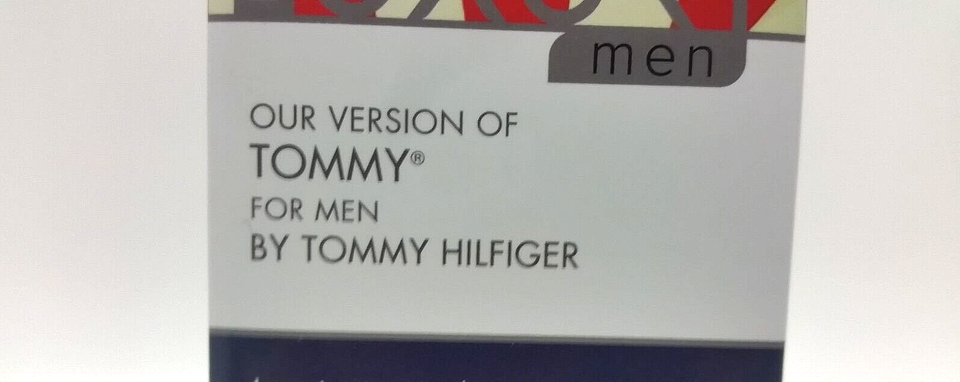 men
OUR VERSION OF
TOMMY®
FOR MEN
BY TOMMY HILFIGER